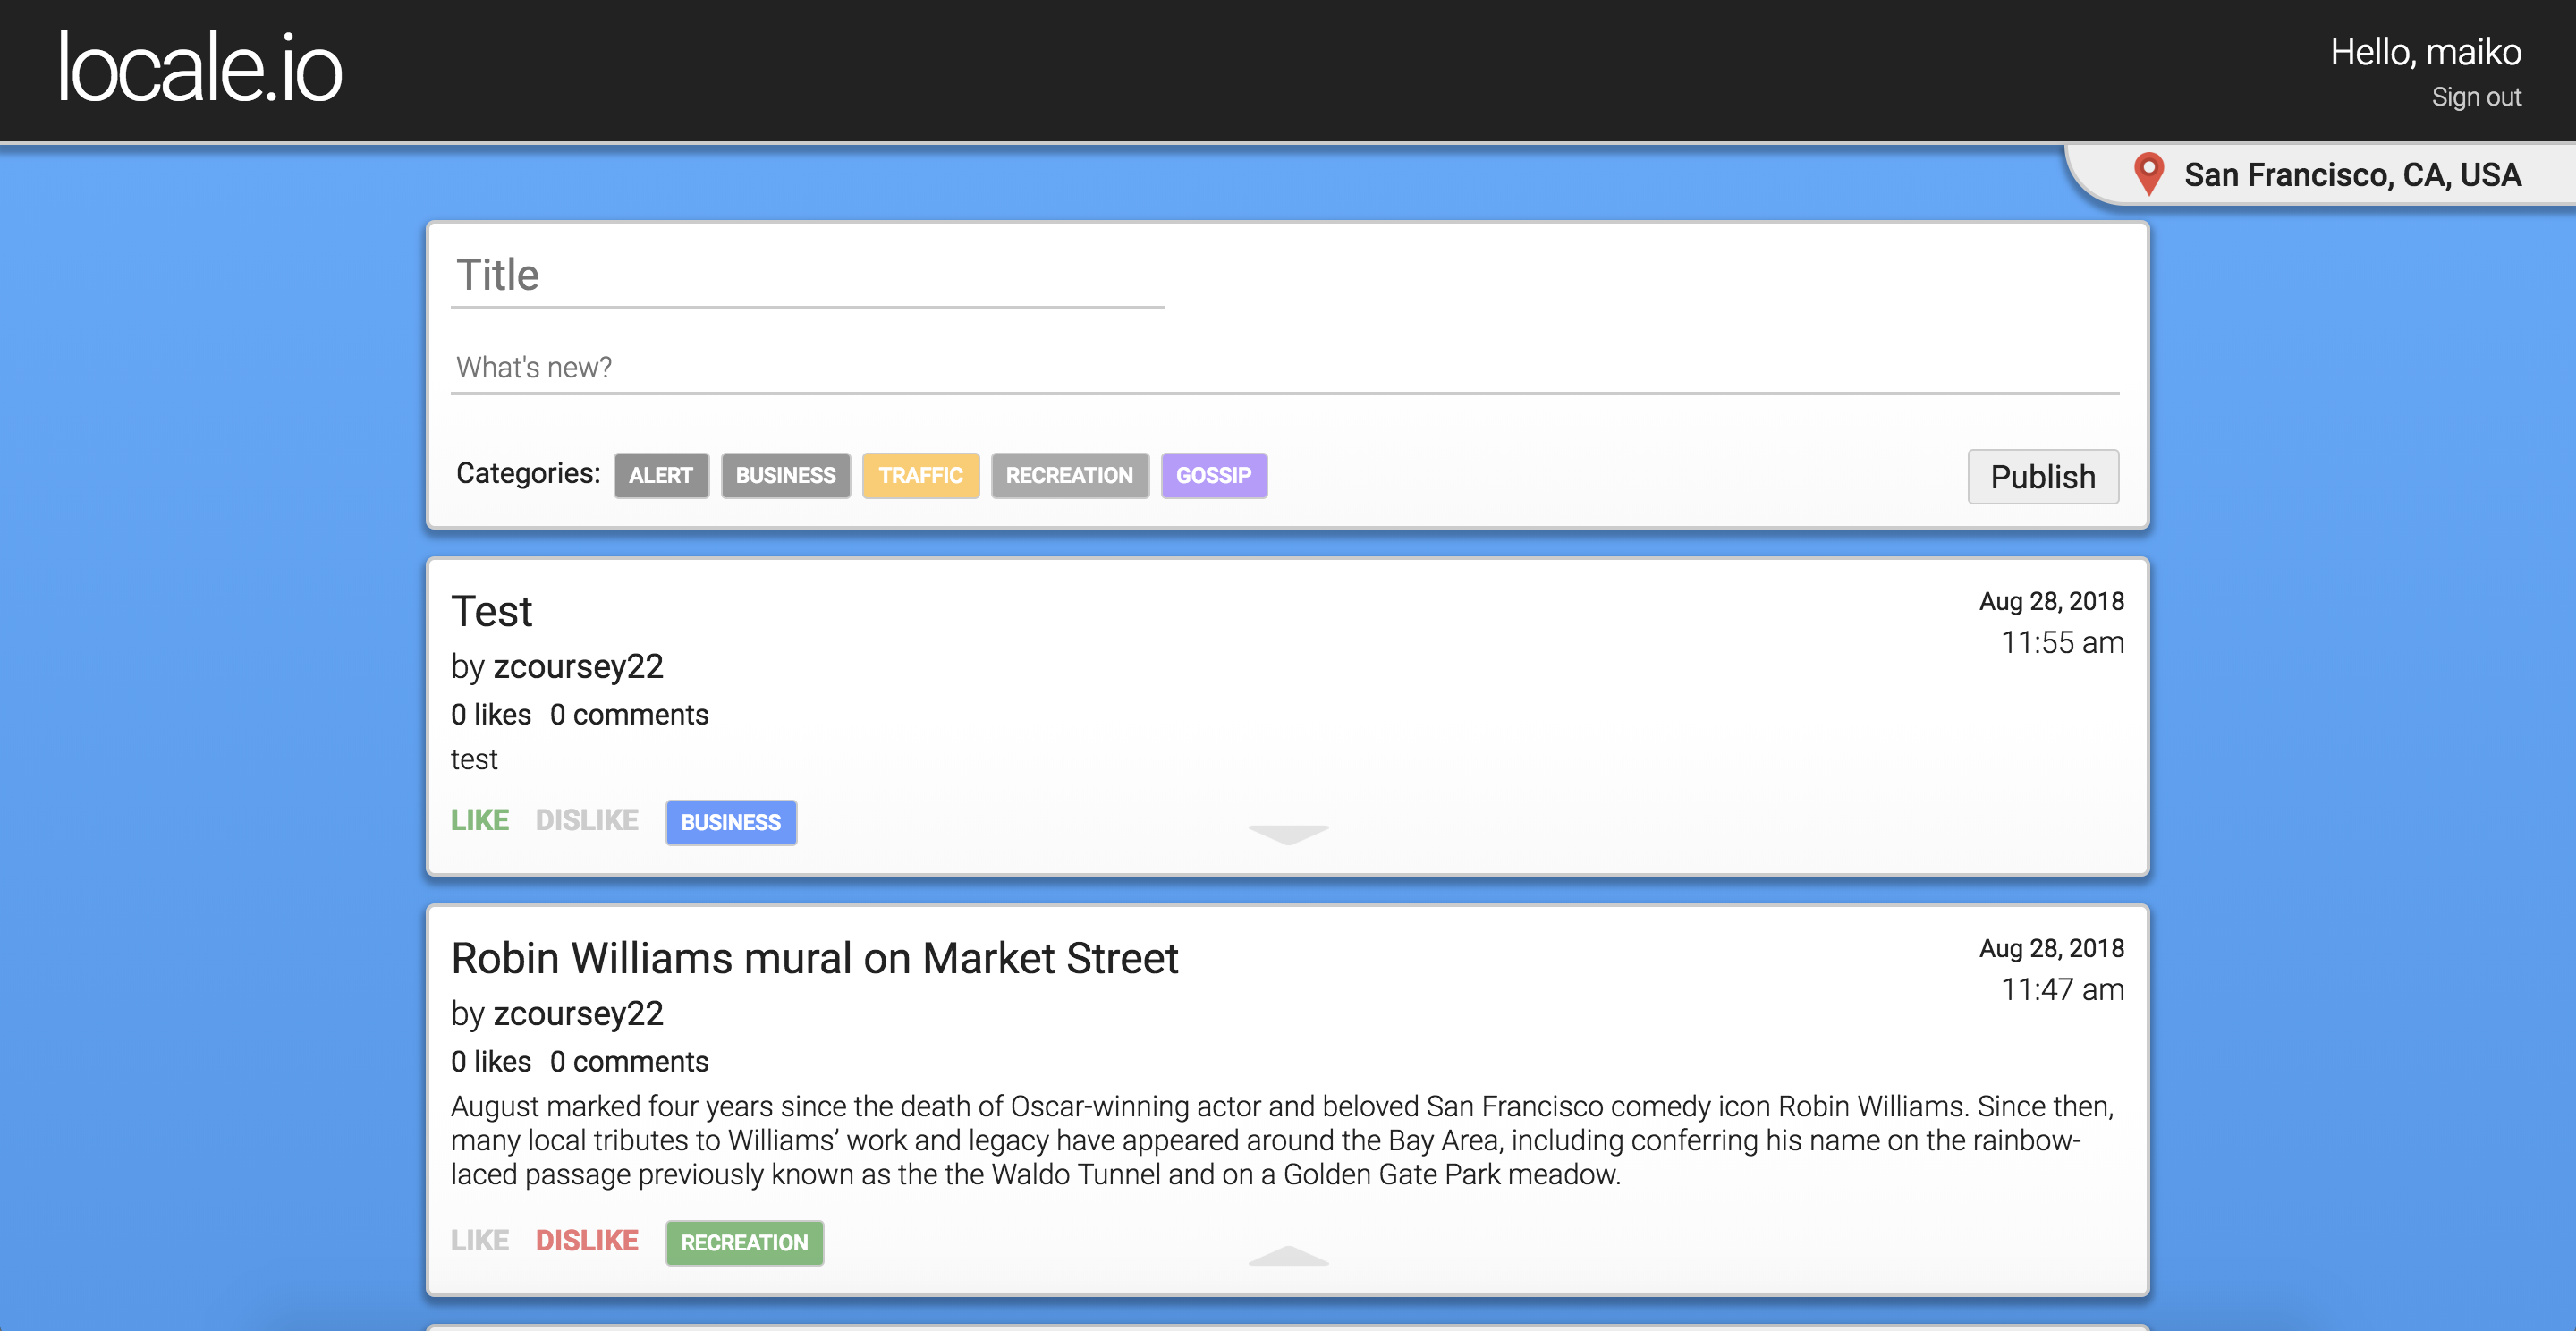 locale.io
Hello, maiko
Sign out
San Francisco, CA, USA
Title
What's new?
Categories: ALERT BUSINESS TRAFFIC RECREATION GOSSIP Publish
Test
Aug 28, 2018
11:55 am
by zcoursey22
0 likes 0 comments
test
LIKE DISLIKE BUSINESS
Robin Williams mural on Market Street
Aug 28, 2018
11:47 am
by zcoursey22
0 likes 0 comments
August marked four years since the death of Oscar-winning actor and beloved San Francisco comedy icon Robin Williams. Since then,
many local tributes to Williams’ work and legacy have appeared around the Bay Area, including conferring his name on the rainbow-
laced passage previously known as the the Waldo Tunnel and on a Golden Gate Park meadow.
LIKE DISLIKE RECREATION